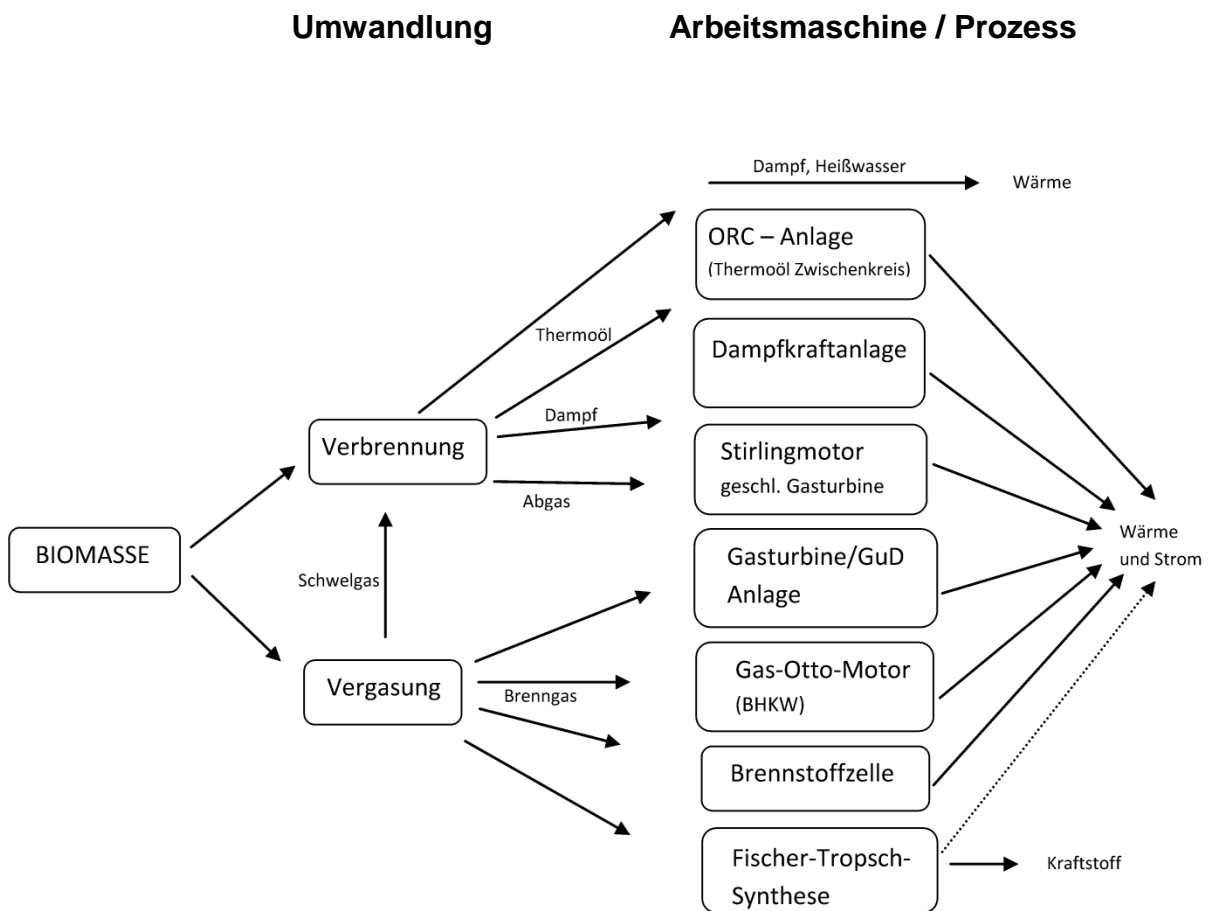 Umwandlung
Arbeitsmaschine / Prozess
Dampf, Heißwasser
Wärme
ORC – Anlage
(Thermoöl Zwischenkreis)
Thermoöl
Dampfkraftanlage
Dampf
Verbrennung
Stirlingmotor
geschl. Gasturbine
Abgas
BIOMASSE
Schwelgas
Gasturbine/GuD
Anlage
Wärme
und Strom
Vergasung
Brenngas
Gas-Otto-Motor
(BHKW)
Brennstoffzelle
Fischer-Tropsch-
Synthese
Kraftstoff